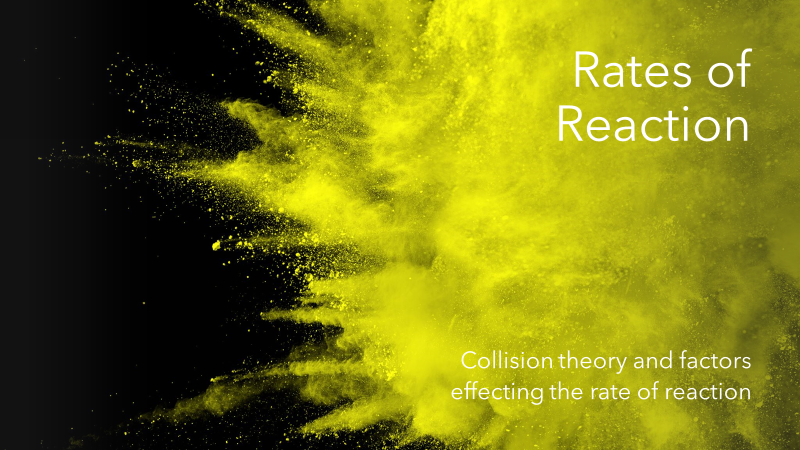 Rates of
Reaction
Collision theory and factors
effecting the rate of reaction